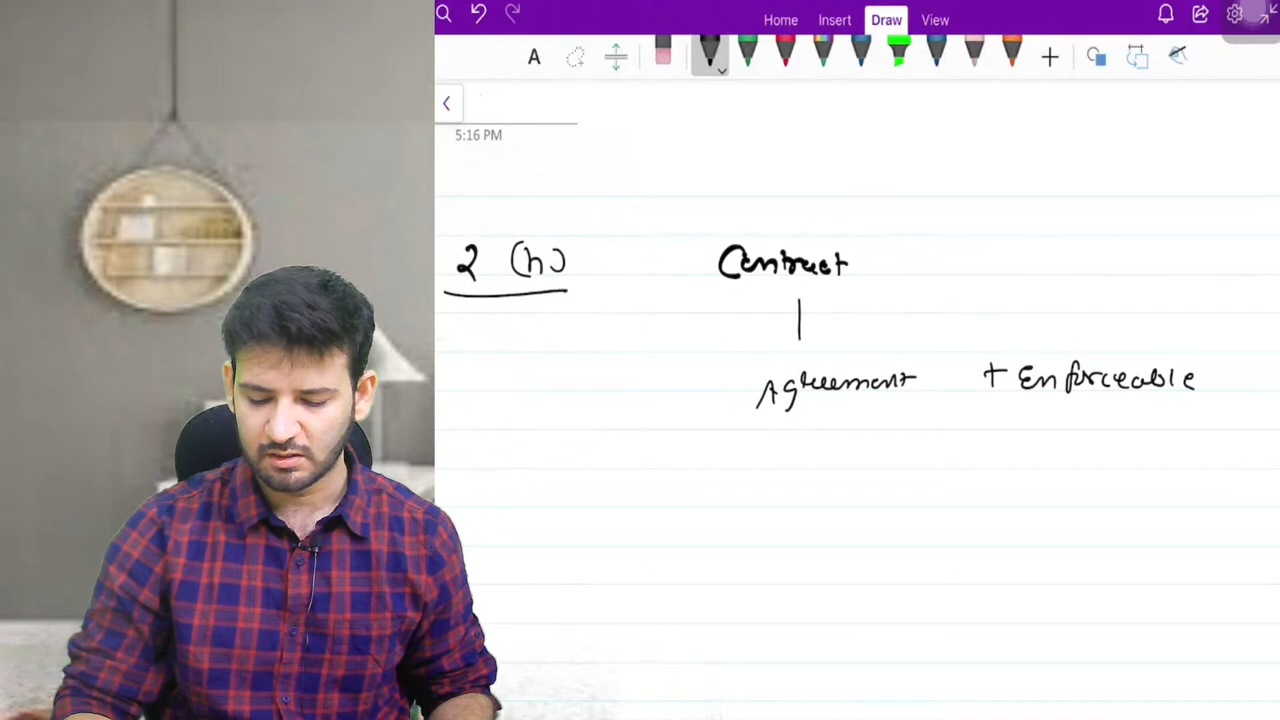 Home Insert Draw View
A
5:16 PM
2 (h) Contract
Agreement + Enforceable